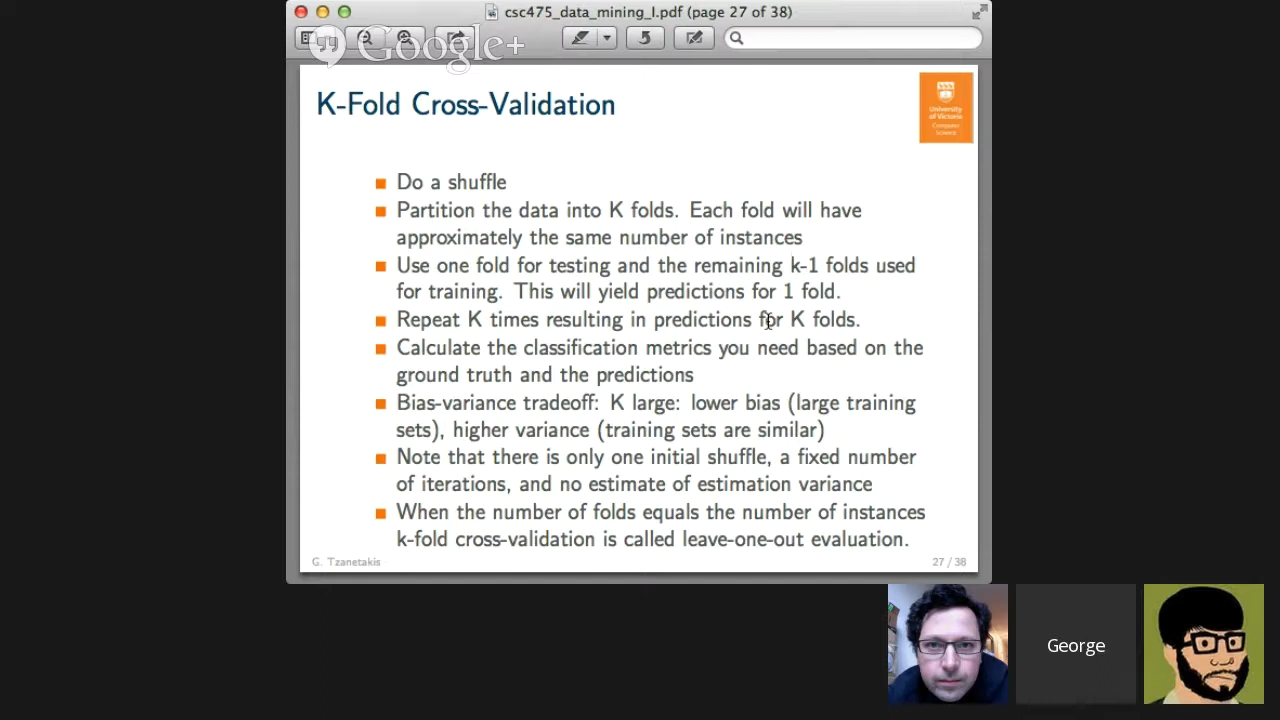 csc475_data_mining_I.pdf (page 27 of 38)
Google+
K-Fold Cross-Validation
University
of Victoria
Computer
Science
Do a shuffle
Partition the data into K folds. Each fold will have
approximately the same number of instances
Use one fold for testing and the remaining k-1 folds used
for training. This will yield predictions for 1 fold.
Repeat K times resulting in predictions for K folds.
Calculate the classification metrics you need based on the
ground truth and the predictions
Bias-variance tradeoff: K large: lower bias (large training
sets), higher variance (training sets are similar)
Note that there is only one initial shuffle, a fixed number
of iterations, and no estimate of estimation variance
When the number of folds equals the number of instances
k-fold cross-validation is called leave-one-out evaluation.
G. Tzanetakis
27 / 38
George